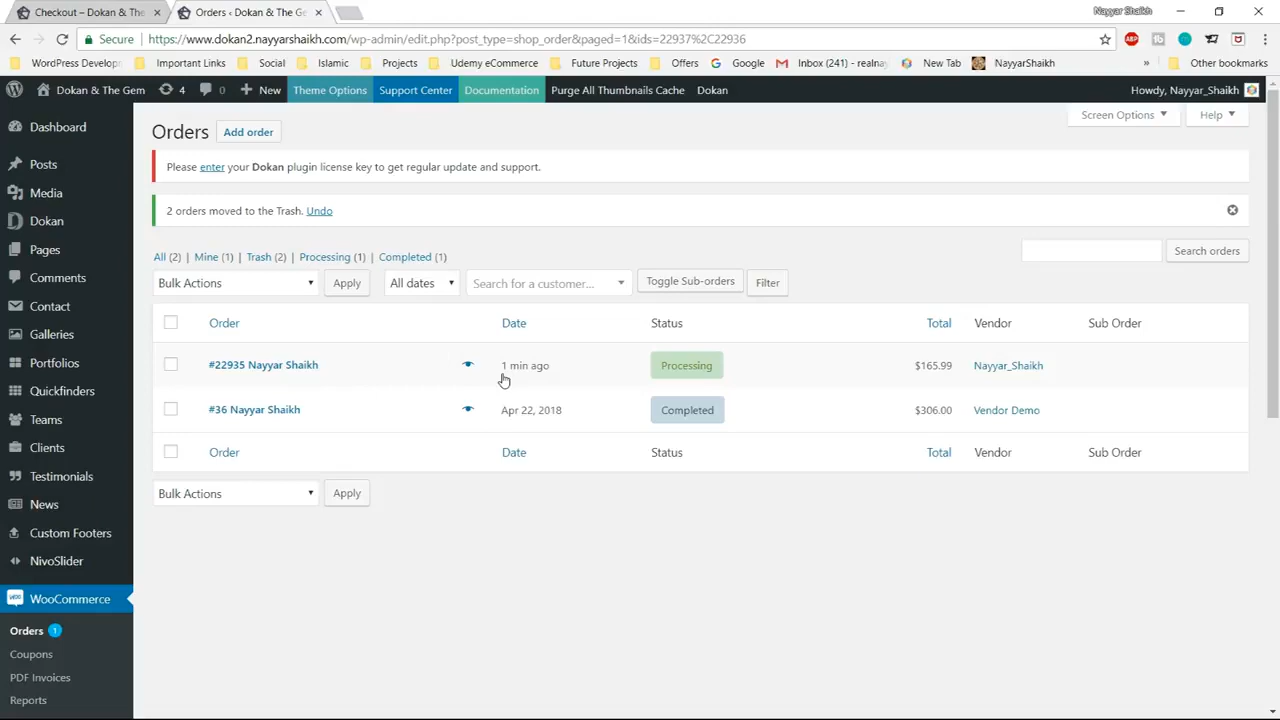 Checkout – Dokan & The
Orders ‹ Dokan & The Ge
Nayyar Shaikh
Secure
https://www.dokan2.nayyarshaikh.com/wp-admin/edit.php?post_type=shop_order&paged=1&ids=22937%2C22936
ABP
WordPress Develop
Important Links
Social
Islamic
Projects
Udemy eCommerce
Future Projects
Offers
Google
Inbox (241) - realna
New Tab
NayyarShaikh
»
Other bookmarks
Dokan & The Gem
4
0
+ New
Theme Options
Support Center
Documentation
Purge All Thumbnails Cache
Dokan
Howdy, Nayyar_Shaikh
Dashboard
Posts
Media
Dokan
Pages
Comments
Contact
Galleries
Portfolios
Quickfinders
Teams
Clients
Testimonials
News
Custom Footers
NivoSlider
WooCommerce
Orders 1
Coupons
PDF Invoices
Reports
Screen Options
Help
Orders
Add order
Please enter your Dokan plugin license key to get regular update and support.
2 orders moved to the Trash. Undo
All (2) | Mine (1) | Trash (2) | Processing (1) | Completed (1)
Search orders
Bulk Actions
Apply
All dates
Search for a customer...
Toggle Sub-orders
Filter
Order Date Status Total Vendor Sub Order
#22935 Nayyar Shaikh 1 min ago Processing $165.99 Nayyar_Shaikh
#36 Nayyar Shaikh Apr 22, 2018 Completed $306.00 Vendor Demo
Order Date Status Total Vendor Sub Order
Bulk Actions
Apply